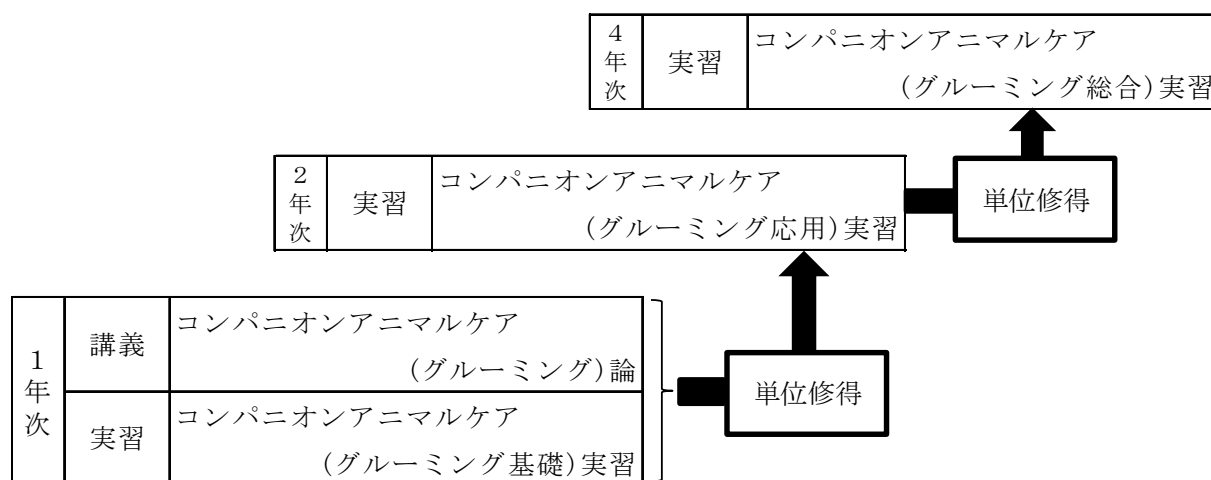 4年次
実習
コンパニオンアニマルケア
(グルーミング総合)実習
2年次
実習
コンパニオンアニマルケア
(グルーミング応用)実習
単位修得
1年次
講義
コンパニオンアニマルケア
(グルーミング)論
実習
コンパニオンアニマルケア
(グルーミング基礎)実習
単位修得